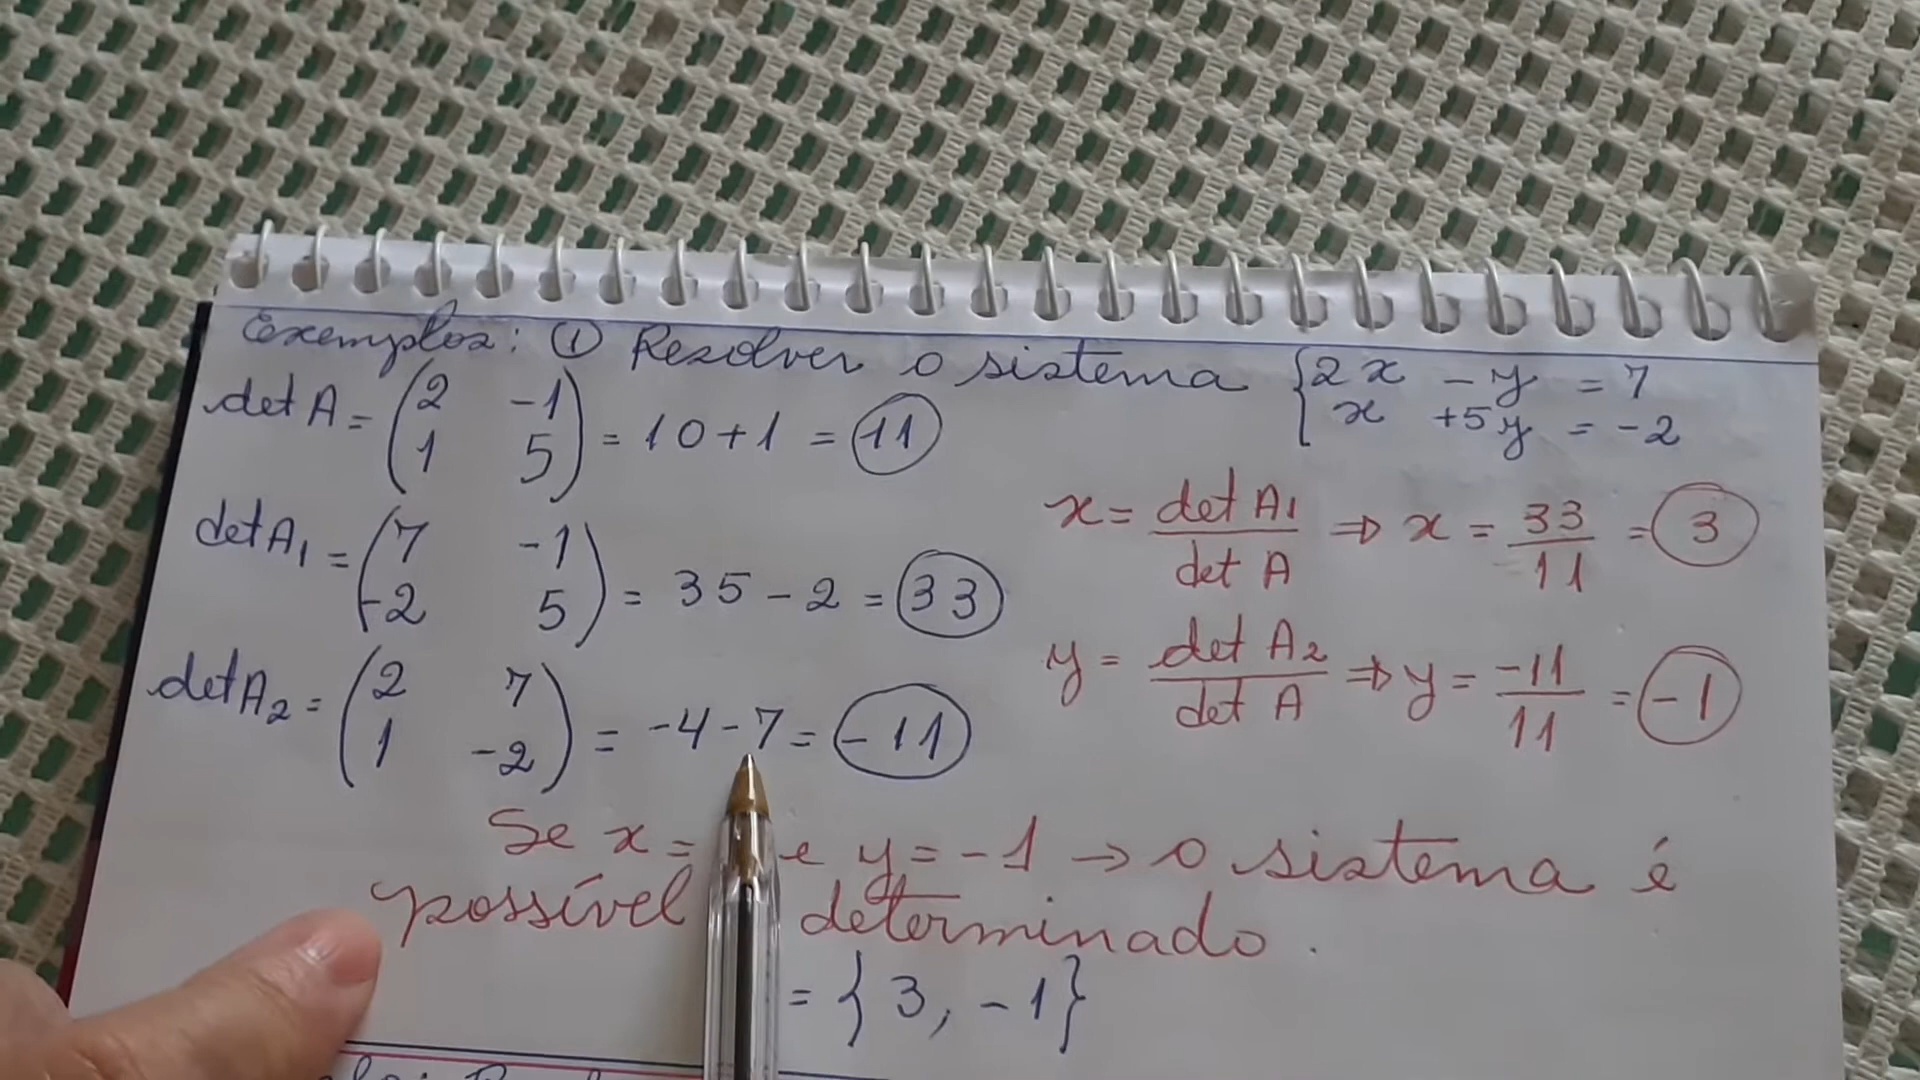 Exemplos: ① Resolver o sistema { 2x - y = 7
x + 5y = -2
det A = ( 2 -1
1 5 ) = 10 + 1 = 11
det A1 = ( 7 -1
-2 5 ) = 35 - 2 = 33
det A2 = ( 2 7
1 -2 ) = -4 - 7 = -11
x = det A1 / det A ⇒ x = 33 / 11 = 3
y = det A2 / det A ⇒ y = -11 / 11 = -1
Se x = e y = -1 → o sistema é
possível determinado.
= {3, -1}